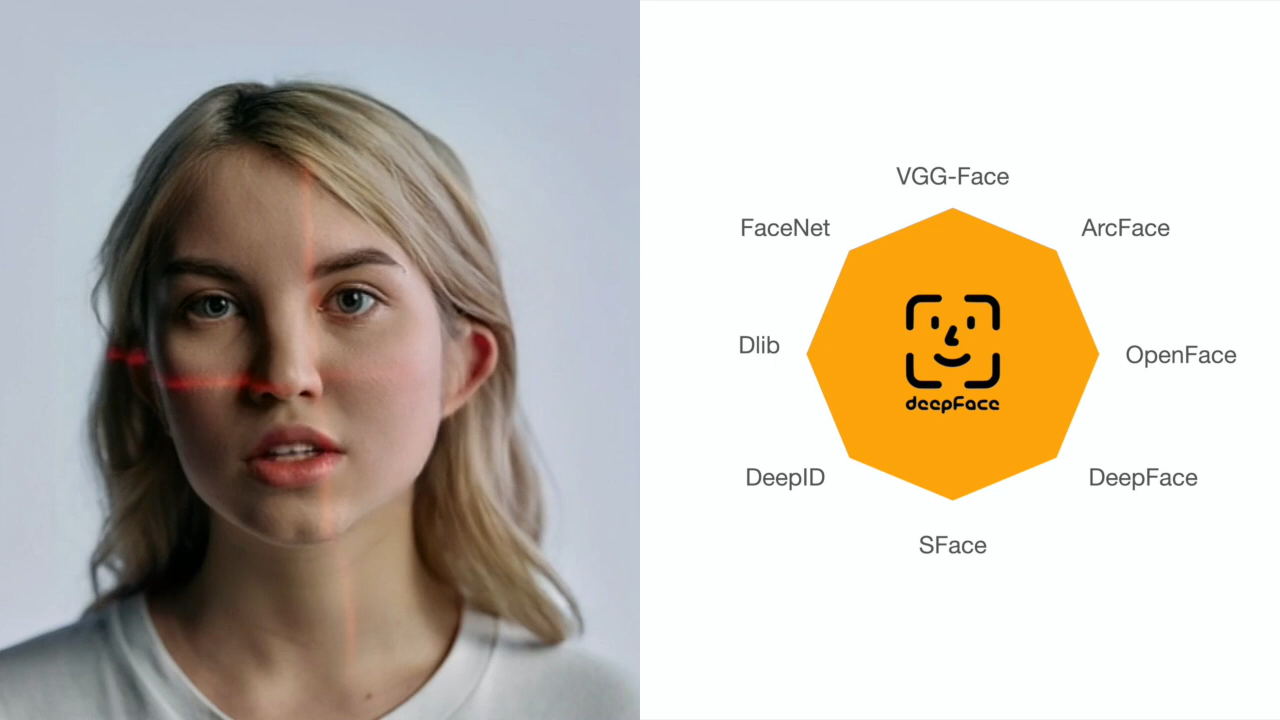 VGG-Face
FaceNet
ArcFace
Dlib
OpenFace
deepFace
DeepID
DeepFace
SFace